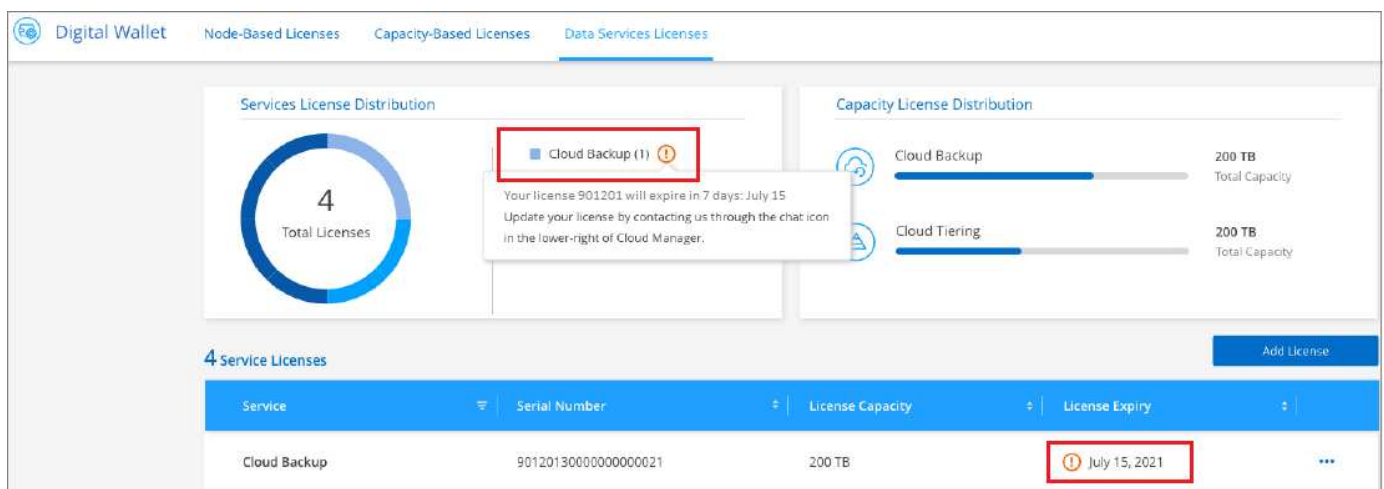 Digital Wallet
Node-Based Licenses
Capacity-Based Licenses
Data Services Licenses
Services License Distribution
4
Total Licenses
Cloud Backup (1)
Your license 901201 will expire in 7 days: July 15
Update your license by contacting us through the chat icon
in the lower-right of Cloud Manager.
Capacity License Distribution
Cloud Backup
200 TB
Total Capacity
Cloud Tiering
200 TB
Total Capacity
4 Service Licenses
Add License
Service
Serial Number
License Capacity
License Expiry
Cloud Backup
90120130000000000021
200 TB
July 15, 2021